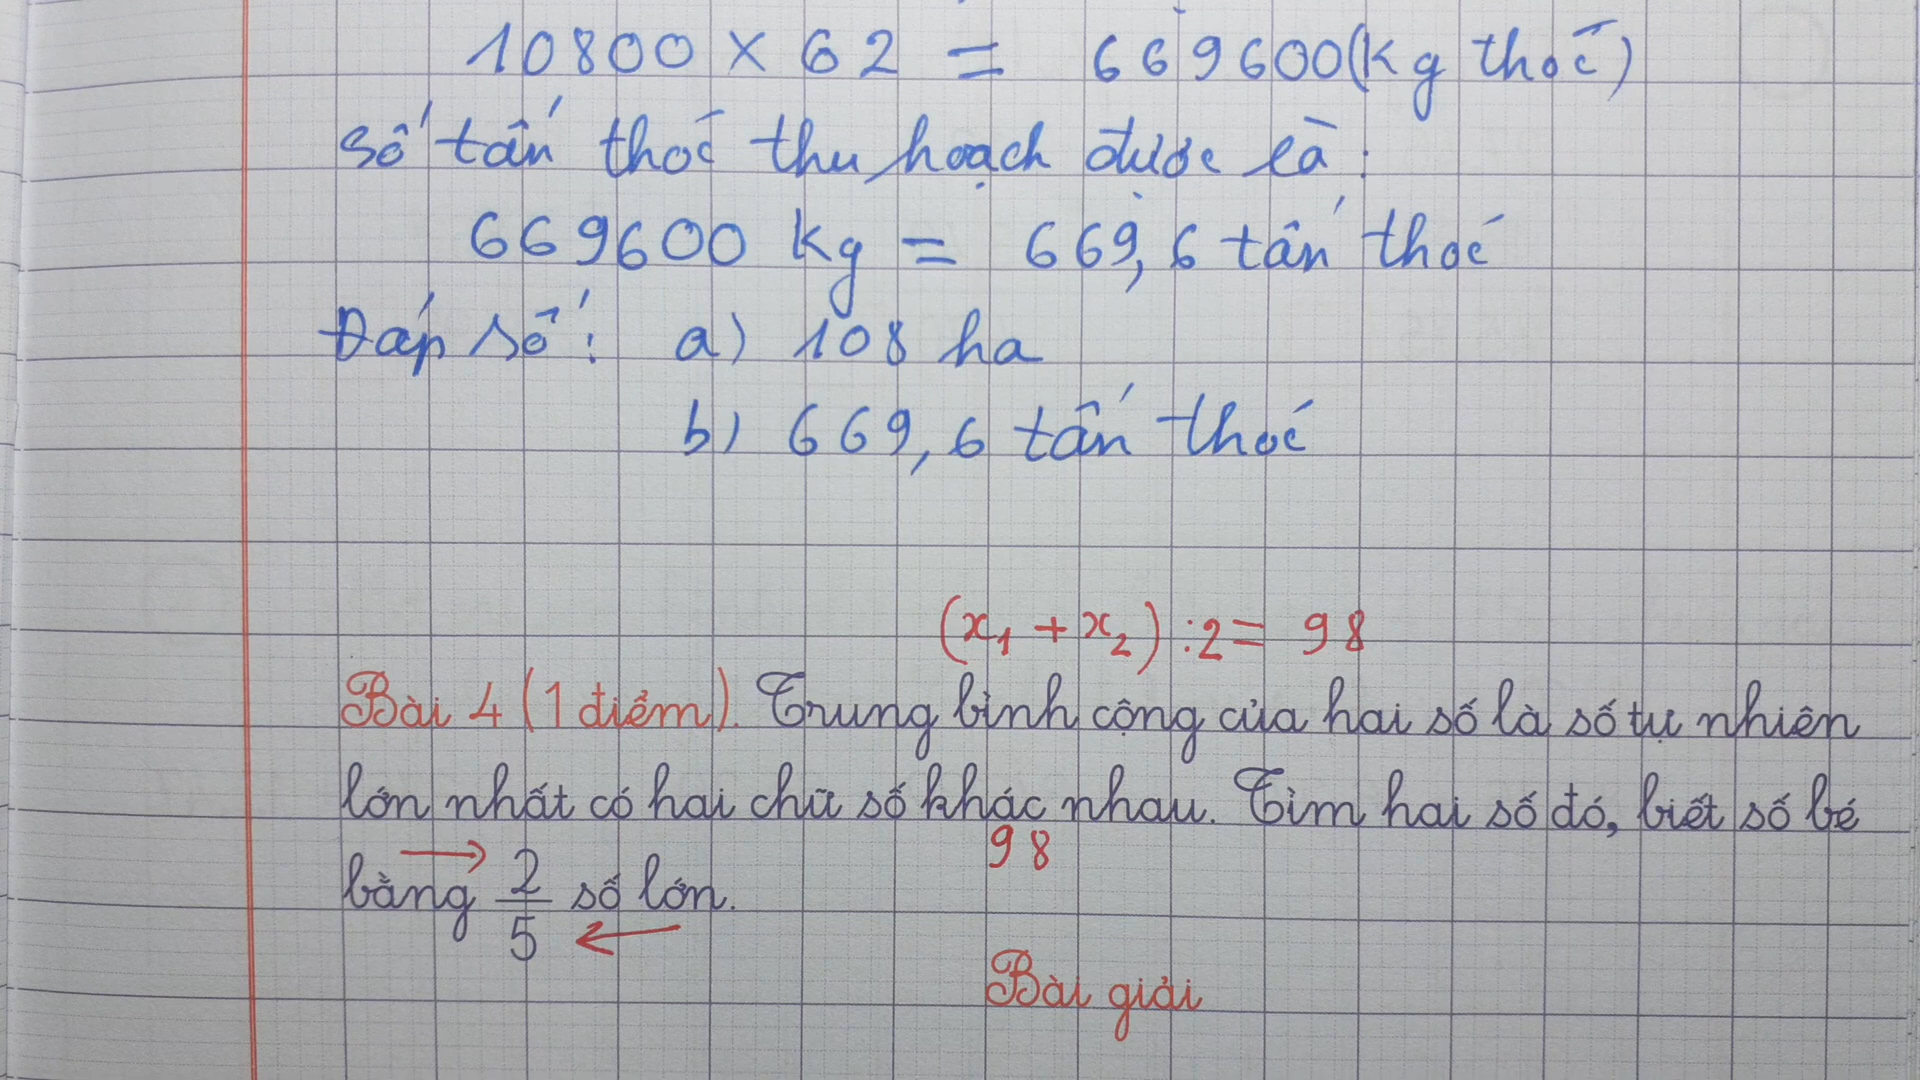 10800 x 62 = 669600 (kg thóc)
Số tấn thóc thu hoạch được là:
669600 kg = 669,6 tấn thóc
Đáp số: a) 108 ha
b) 669,6 tấn thóc
(x₁ + x₂) : 2 = 98
Bài 4 (1 điểm). Trung bình cộng của hai số là số tự nhiên
lớn nhất có hai chữ số khác nhau. Tìm hai số đó, biết số bé
98
bằng 2/5 số lớn.
Bài giải